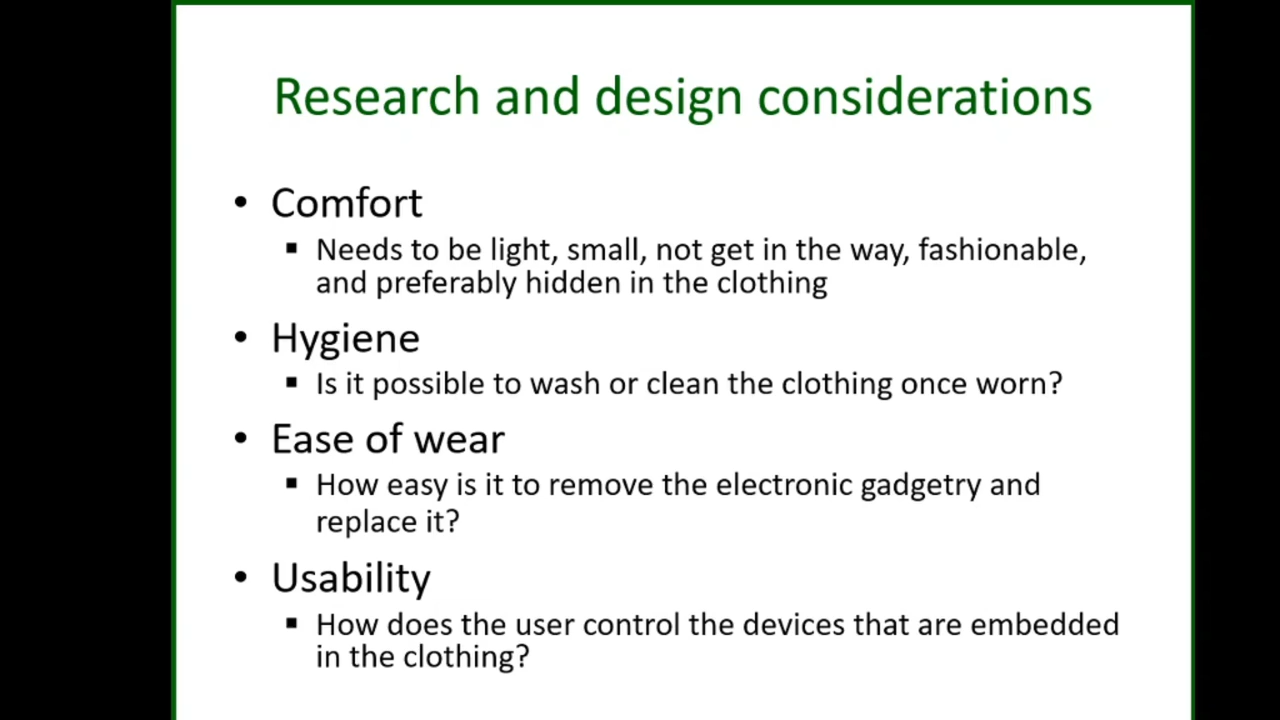 Research and design considerations
• Comfort
▪ Needs to be light, small, not get in the way, fashionable,
and preferably hidden in the clothing
• Hygiene
▪ Is it possible to wash or clean the clothing once worn?
• Ease of wear
▪ How easy is it to remove the electronic gadgetry and
replace it?
• Usability
▪ How does the user control the devices that are embedded
in the clothing?